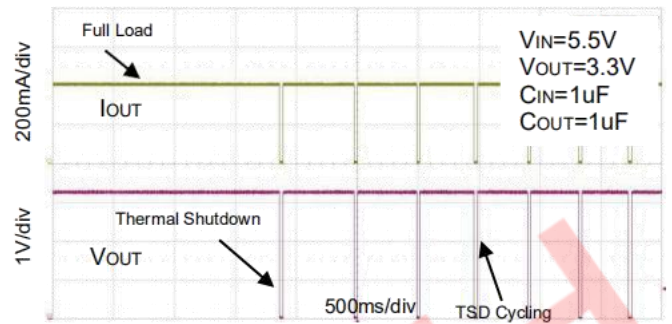 Full Load
200mA/div
IOUT
VIN=5.5V
VOUT=3.3V
CIN=1uF
COUT=1uF
Thermal Shutdown
1V/div
VOUT
500ms/div
TSD Cycling